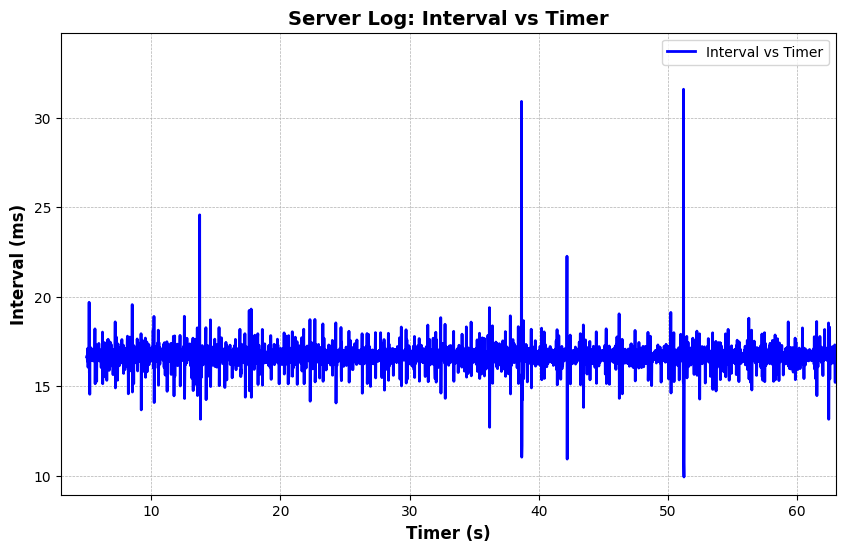 Server Log: Interval vs Timer
Interval vs Timer
Interval (ms)
30
25
20
15
10
10 20 30 40 50 60
Timer (s)